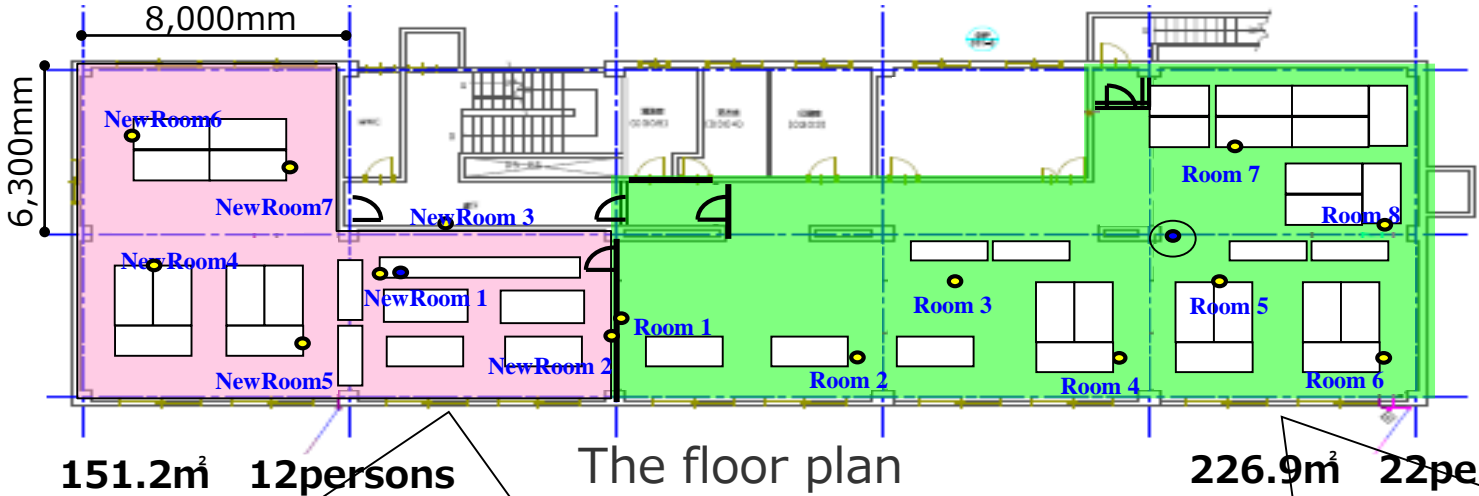 8,000mm
6,300mm
NewRoom6
NewRoom7
NewRoom 3
NewRoom4
NewRoom 1
NewRoom5
NewRoom 2
Room 1
Room 2
Room 3
Room 4
Room 5
Room 6
Room 7
Room 8
151.2㎡ 12persons
The floor plan
226.9㎡ 22pe